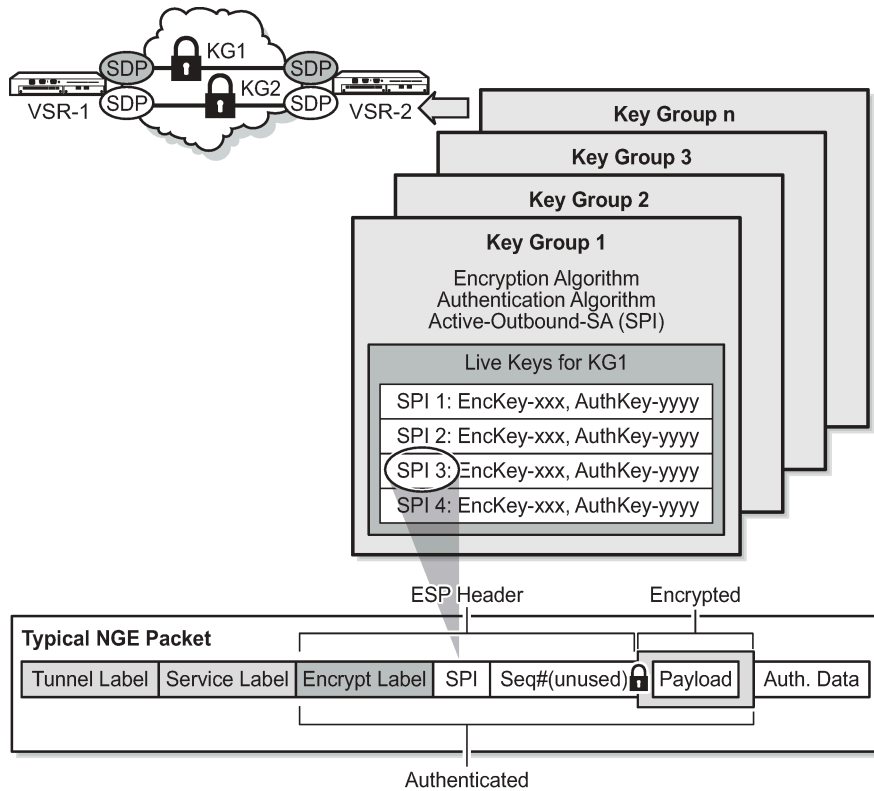 SDP
KG1
SDP
SDP
KG2
SDP
VSR-1
VSR-2
Key Group n
Key Group 3
Key Group 2
Key Group 1
Encryption Algorithm
Authentication Algorithm
Active-Outbound-SA (SPI)
Live Keys for KG1
SPI 1: EncKey-xxx, AuthKey-yyyy
SPI 2: EncKey-xxx, AuthKey-yyyy
SPI 3: EncKey-xxx, AuthKey-yyyy
SPI 4: EncKey-xxx, AuthKey-yyyy
ESP Header
Encrypted
Typical NGE Packet
Tunnel Label
Service Label
Encrypt Label
SPI
Seq#(unused)
Payload
Auth. Data
Authenticated